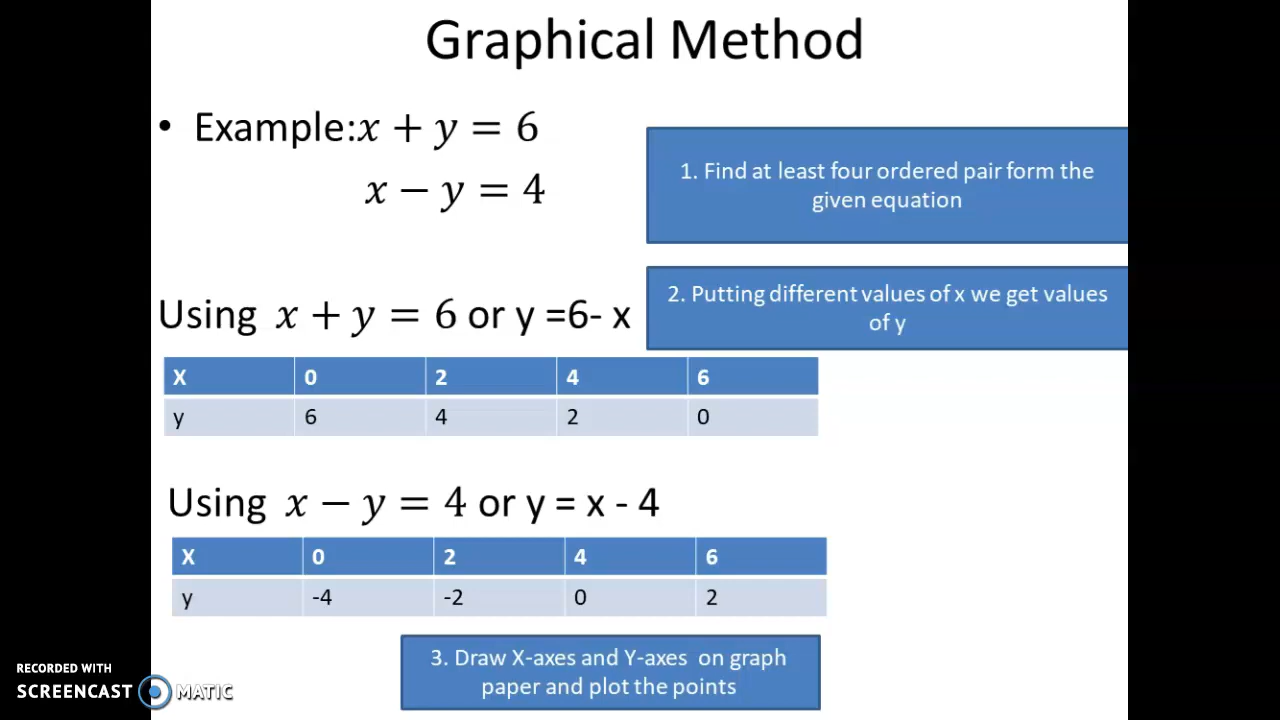 Graphical Method
• Example:x + y = 6
x − y = 4
1. Find at least four ordered pair form the
given equation
2. Putting different values of x we get values
of y
Using x + y = 6 or y =6- x
X 0 2 4 6
y 6 4 2 0
Using x − y = 4 or y = x - 4
X 0 2 4 6
y -4 -2 0 2
3. Draw X-axes and Y-axes on graph
paper and plot the points
RECORDED WITH
SCREENCAST MATIC